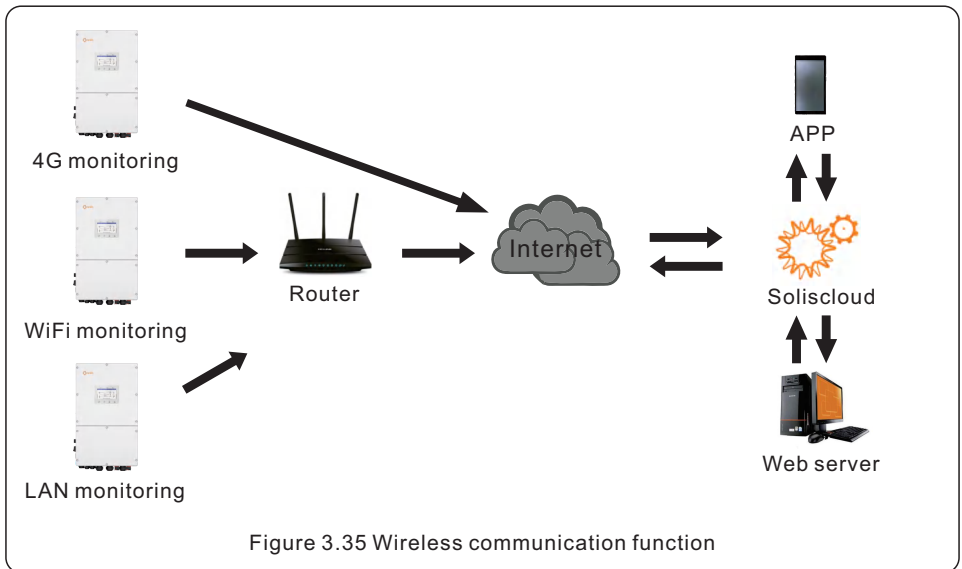 4G monitoring
WiFi monitoring
LAN monitoring
Router
Internet
APP
Soliscloud
Web server
Figure 3.35 Wireless communication function